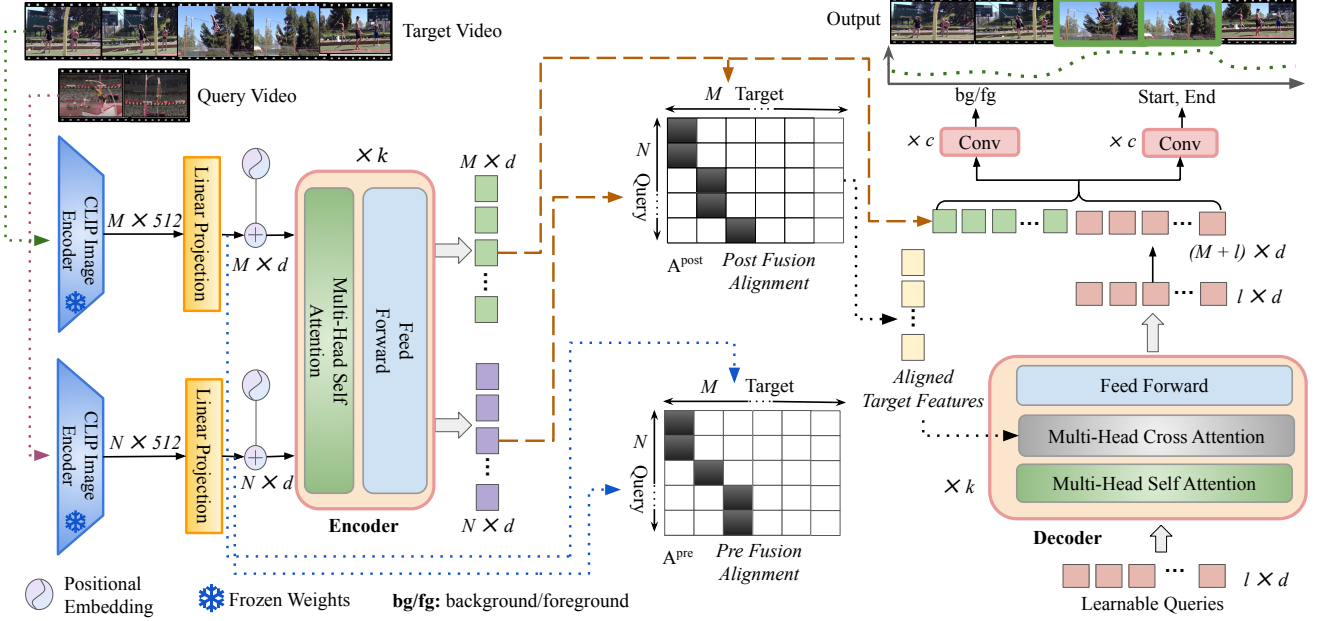 Target Video
Query Video
CLIP Image
Encoder
M × 512
Linear Projection
M × d
CLIP Image
Encoder
N × 512
Linear Projection
N × d
× k
Multi-Head Self
Attention
Feed
Forward
Encoder
M × d
N × d
M Target
N
Query
A^post
Post Fusion
Alignment
M Target
N
Query
A^pre
Pre Fusion
Alignment
Output
bg/fg
Start, End
× c
Conv
× c
Conv
(M + l) × d
l × d
Aligned
Target Features
Feed Forward
Multi-Head Cross Attention
Multi-Head Self Attention
× k
Decoder
l × d
Learnable Queries
Positional
Embedding
Frozen Weights
bg/fg: background/foreground